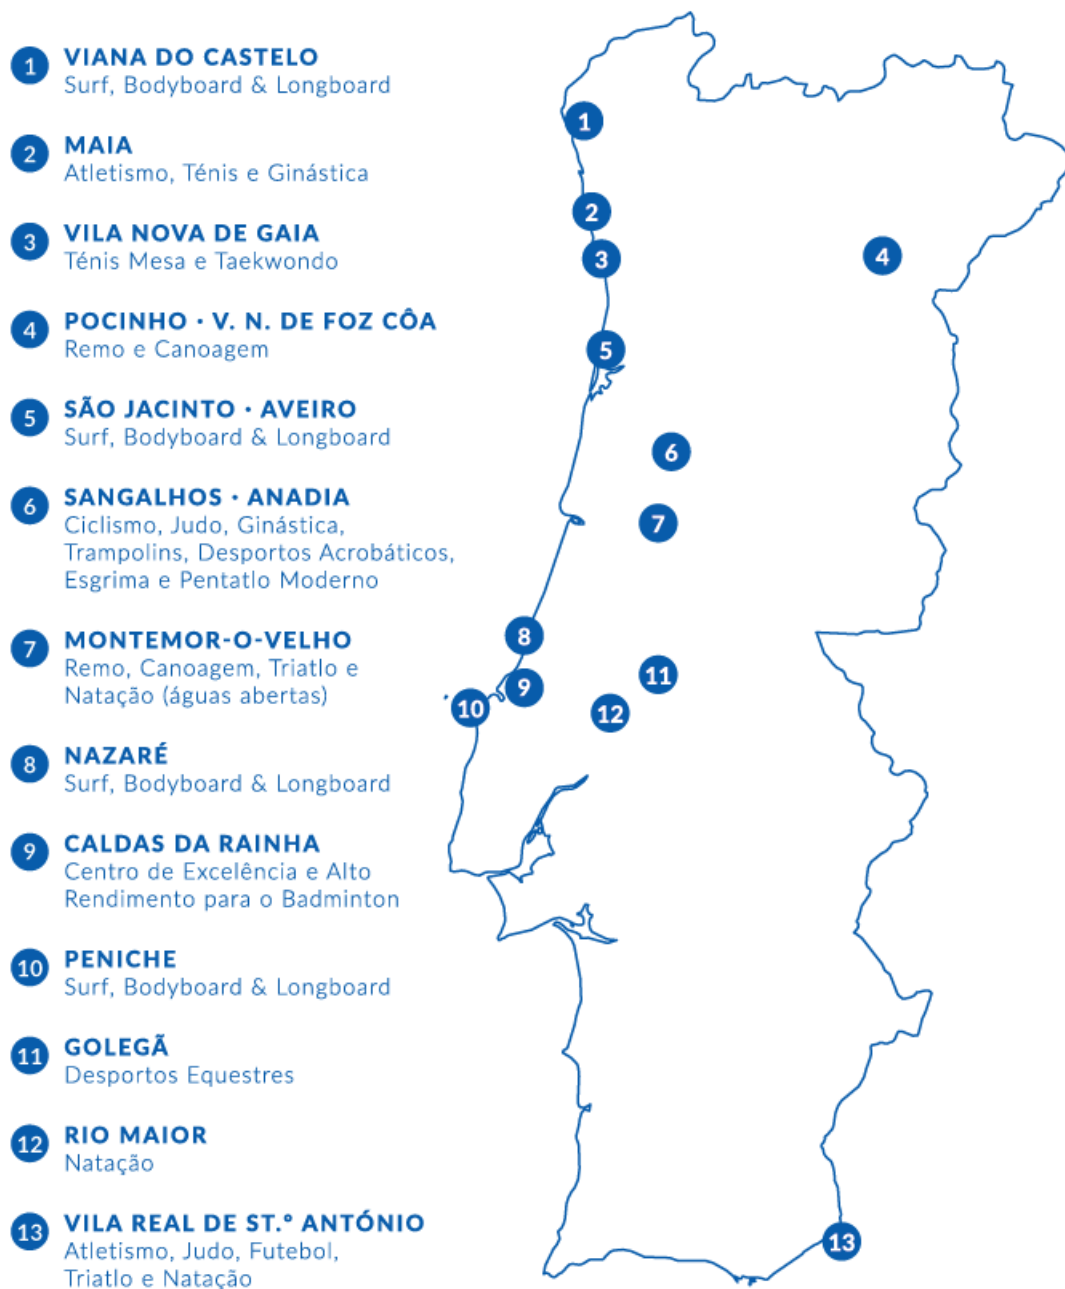 1 VIANA DO CASTELO
Surf, Bodyboard & Longboard
2 MAIA
Atletismo, Ténis e Ginástica
3 VILA NOVA DE GAIA
Ténis Mesa e Taekwondo
4 POCINHO · V. N. DE FOZ CÔA
Remo e Canoagem
5 SÃO JACINTO · AVEIRO
Surf, Bodyboard & Longboard
6 SANGALHOS · ANADIA
Ciclismo, Judo, Ginástica,
Trampolins, Desportos Acrobáticos,
Esgrima e Pentatlo Moderno
7 MONTEMOR-O-VELHO
Remo, Canoagem, Triatlo e
Natação (águas abertas)
8 NAZARÉ
Surf, Bodyboard & Longboard
9 CALDAS DA RAINHA
Centro de Excelência e Alto
Rendimento para o Badminton
10 PENICHE
Surf, Bodyboard & Longboard
11 GOLEGÃ
Desportos Equestres
12 RIO MAIOR
Natação
13 VILA REAL DE ST.º ANTÓNIO
Atletismo, Judo, Futebol,
Triatlo e Natação
1
2
3
4
5
6
7
8
9
10
11
12
13